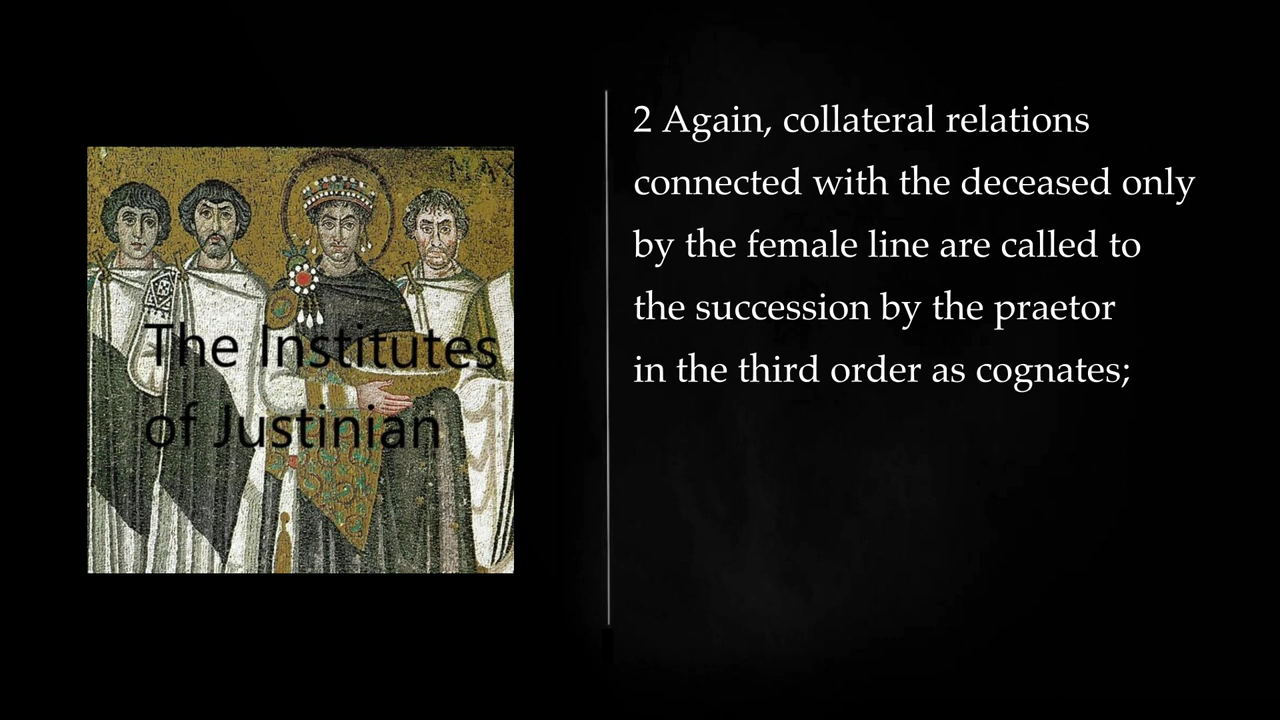 The Institutes
of Justinian
2 Again, collateral relations
connected with the deceased only
by the female line are called to
the succession by the praetor
in the third order as cognates;